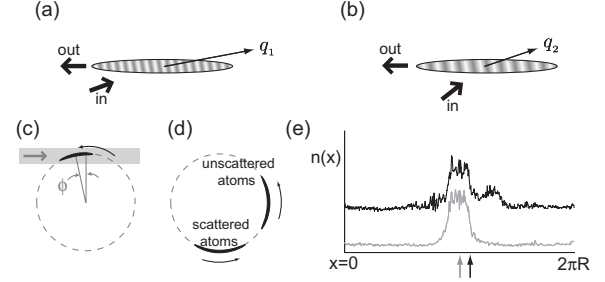 (a)
out
in
q1
(b)
out
in
q2
(c)
ϕ
(d)
unscattered
atoms
scattered
atoms
(e)
n(x)
x=0
2πR